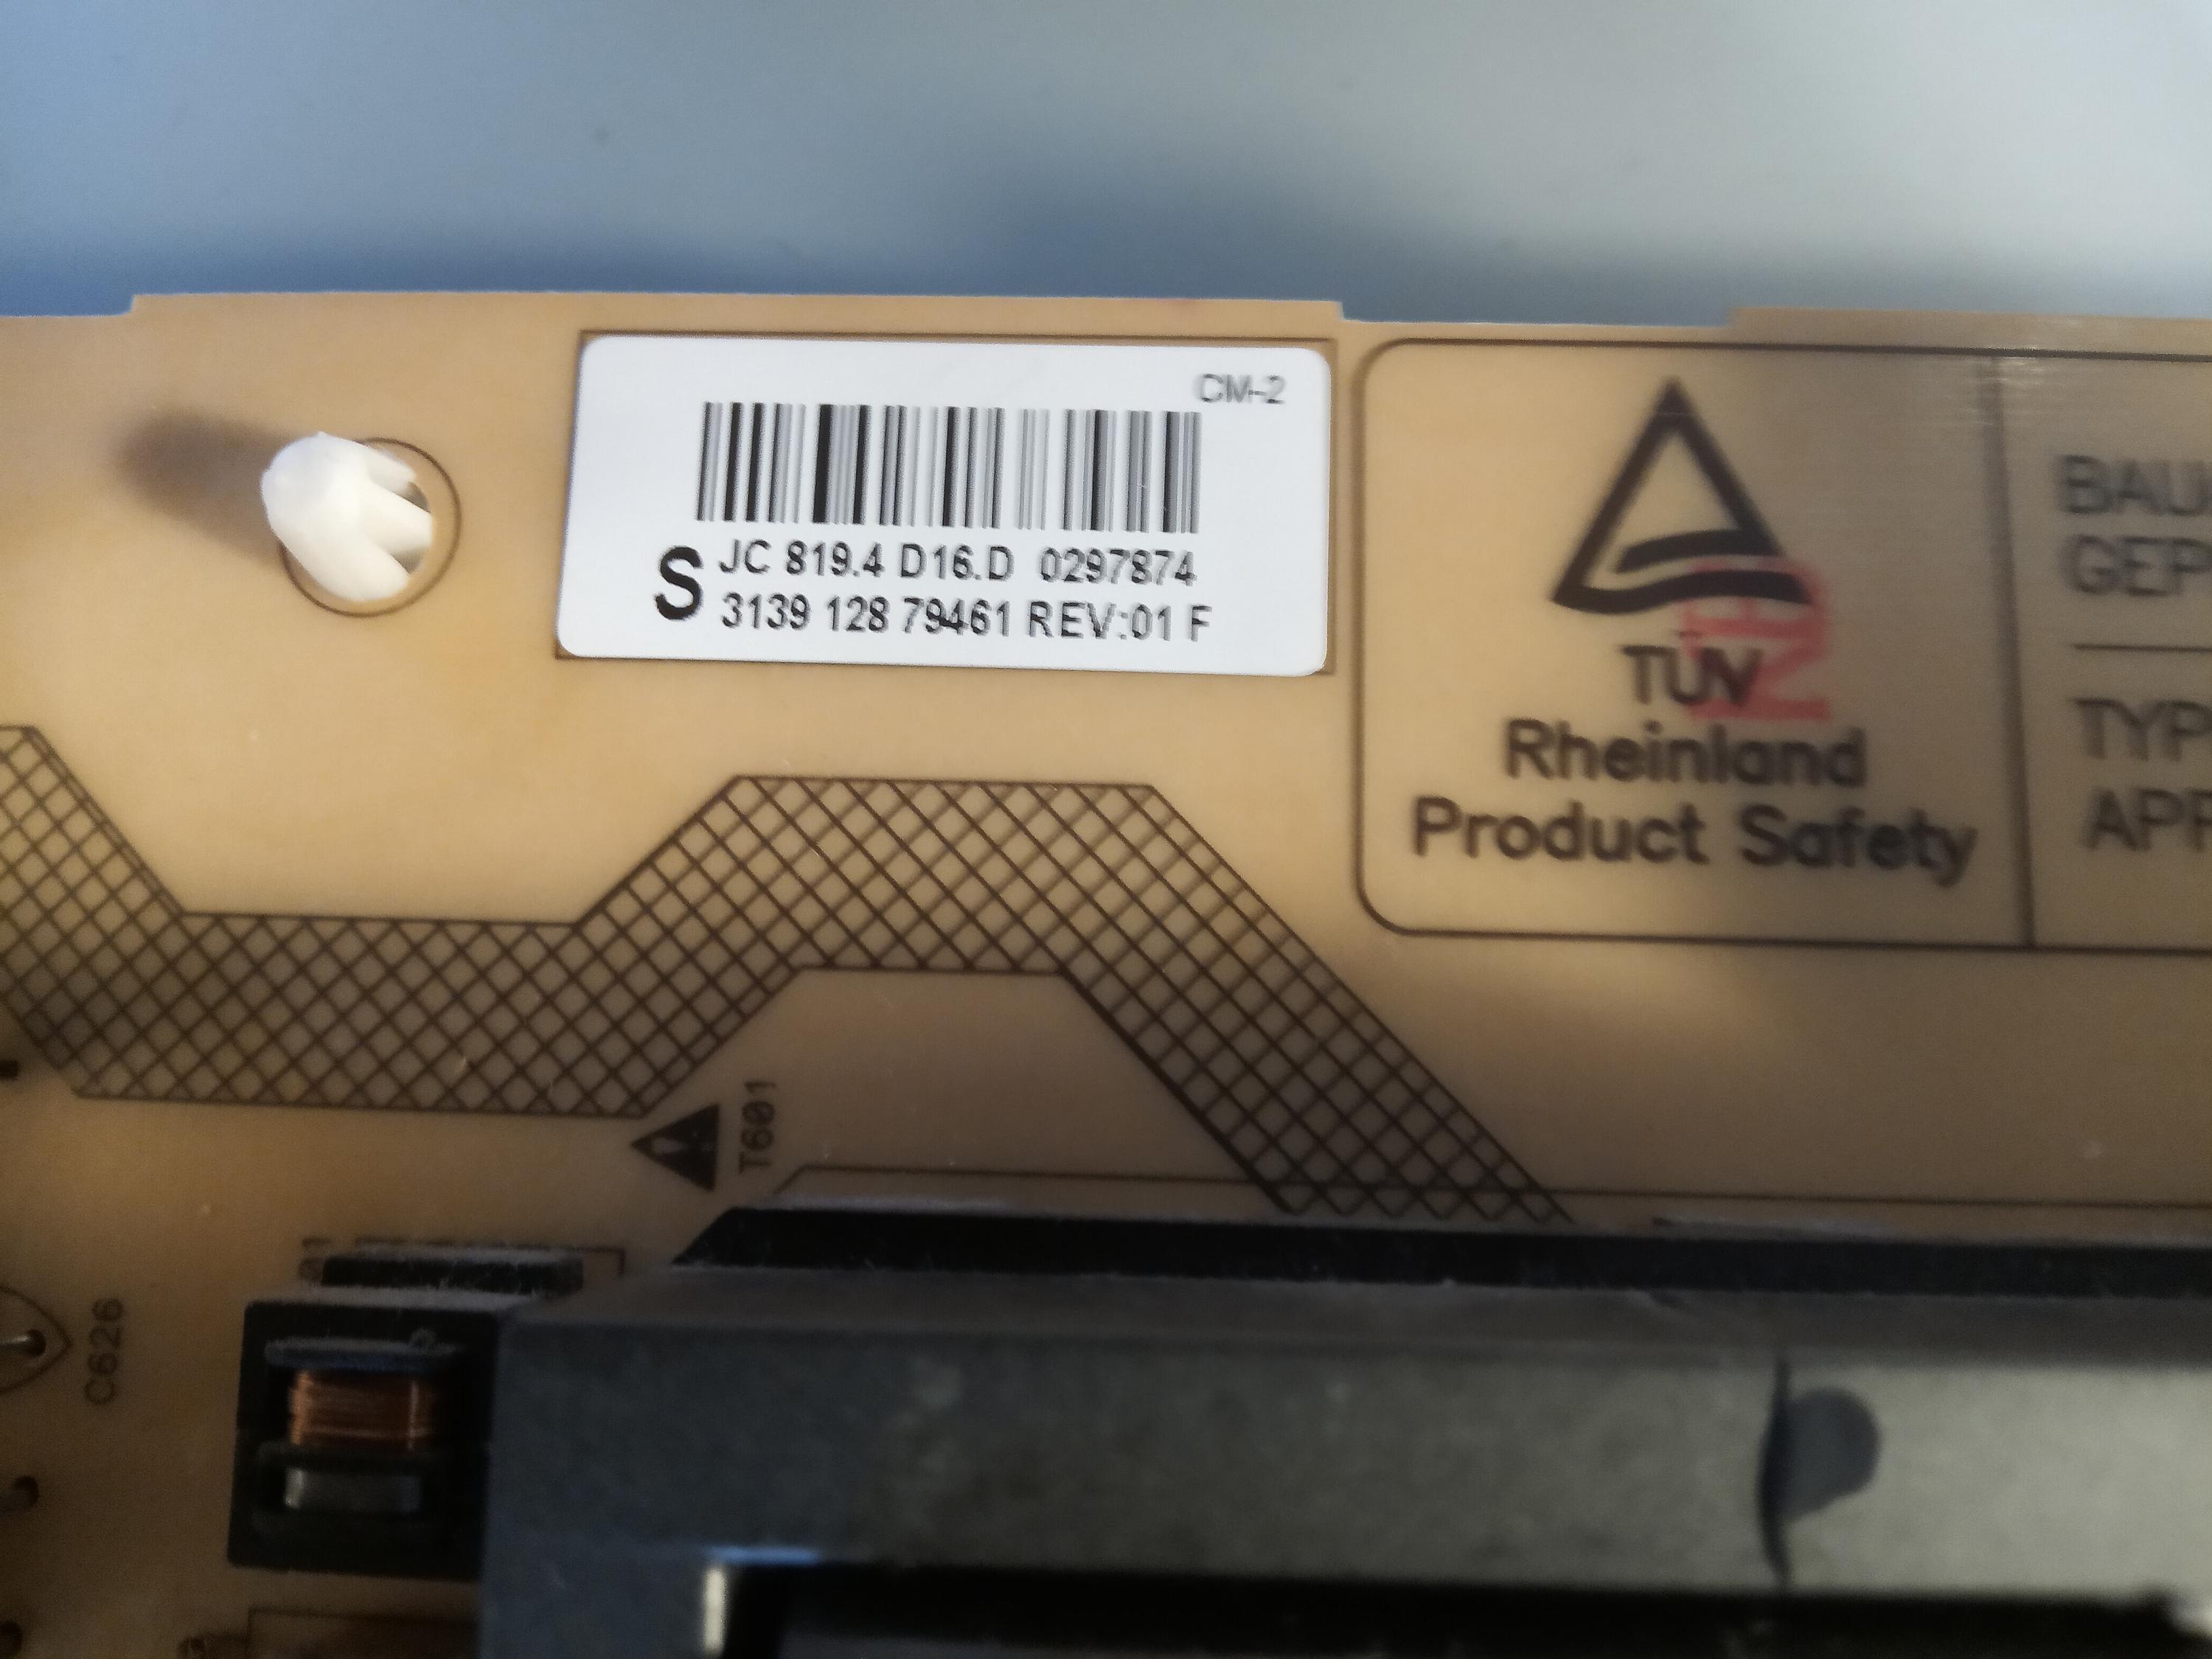 CM-2
S JC 819.4 D16.D 0297874
3139 128 79461 REV:01 F
TÜV
Rheinland
Product Safety
T601
C626